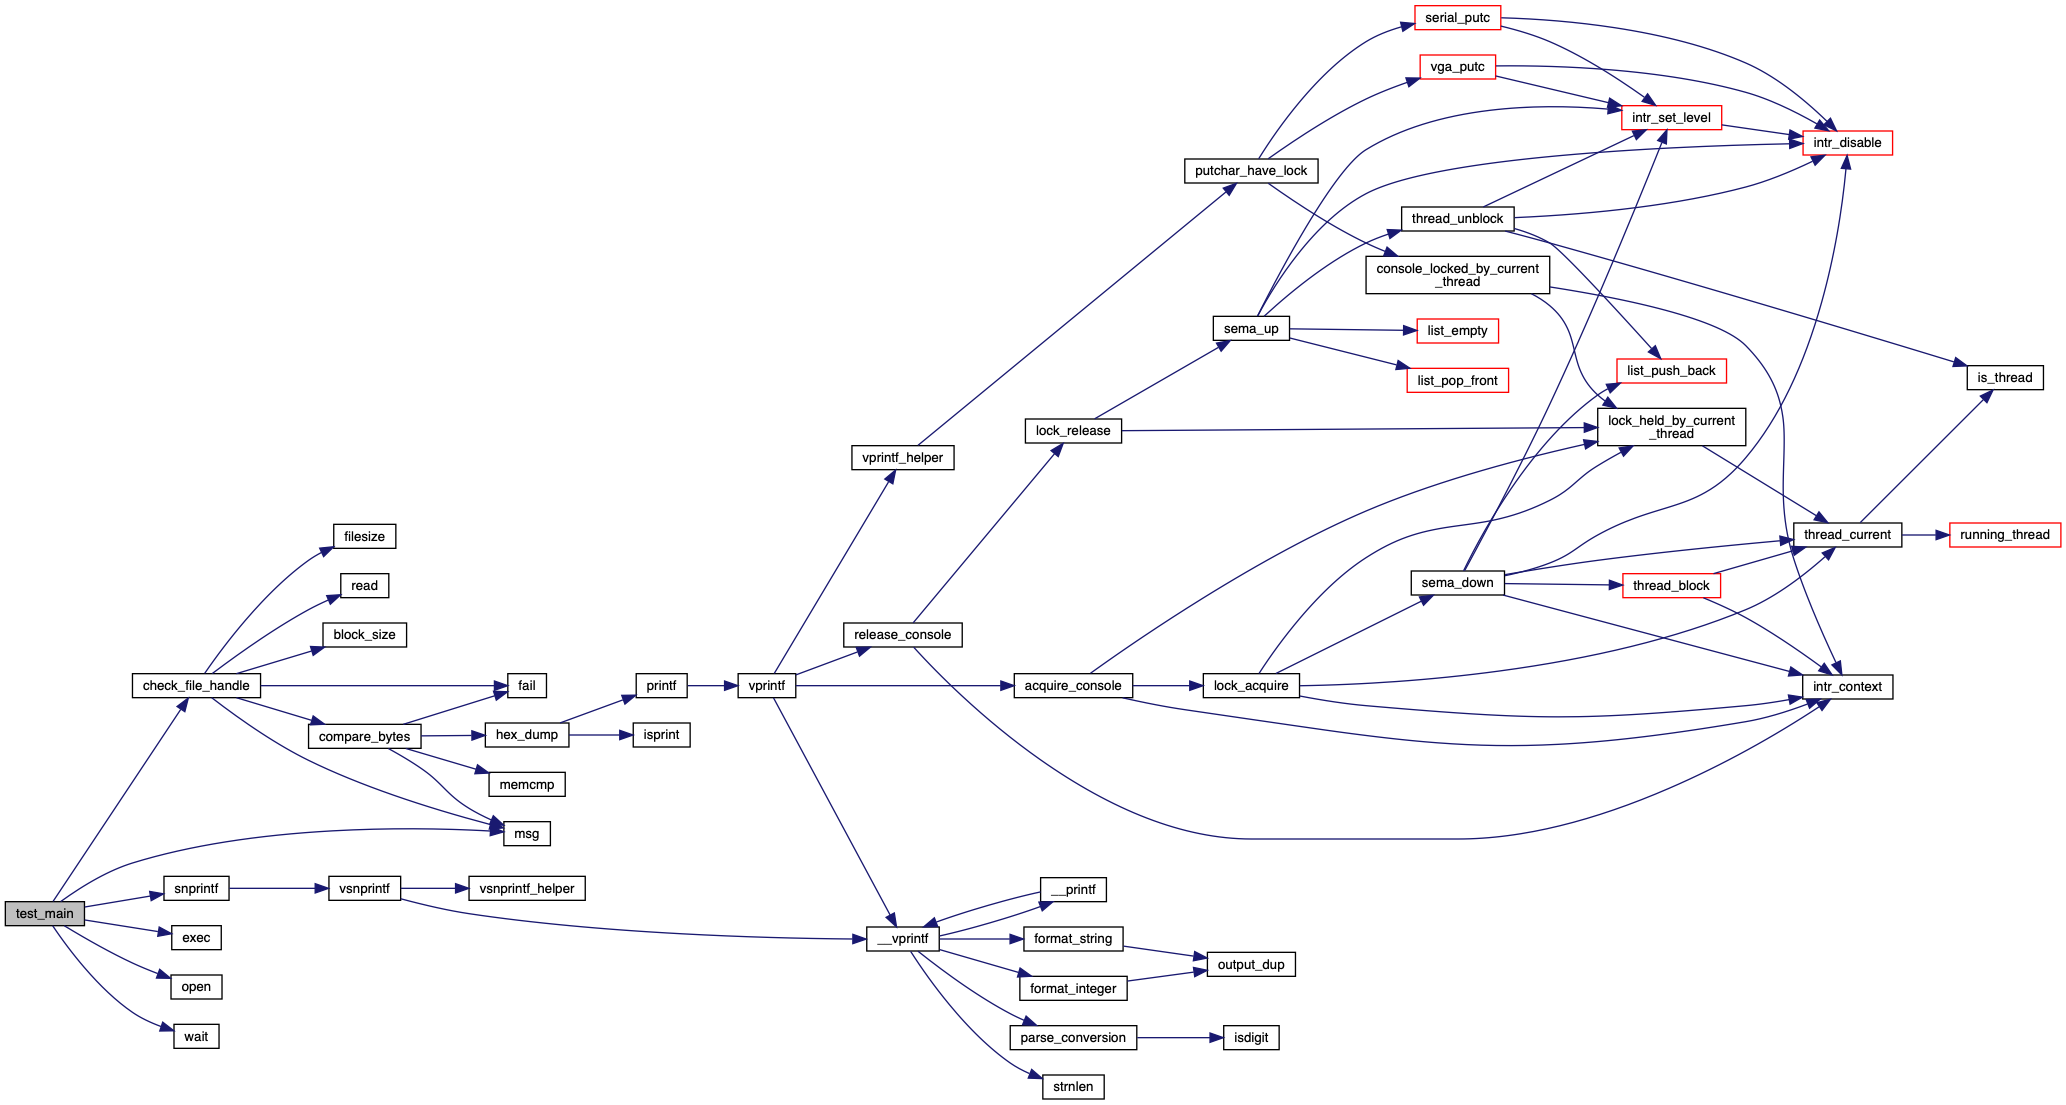 serial_putc
vga_putc
intr_set_level
intr_disable
putchar_have_lock
thread_unblock
console_locked_by_current
_thread
sema_up
list_empty
list_pop_front
list_push_back
is_thread
lock_release
lock_held_by_current
_thread
vprintf_helper
filesize
thread_current
running_thread
read
sema_down
thread_block
block_size
release_console
check_file_handle
fail
printf
vprintf
acquire_console
lock_acquire
intr_context
compare_bytes
hex_dump
isprint
memcmp
msg
snprintf
vsnprintf
vsnprintf_helper
__printf
test_main
exec
__vprintf
format_string
output_dup
open
format_integer
wait
parse_conversion
isdigit
strnlen